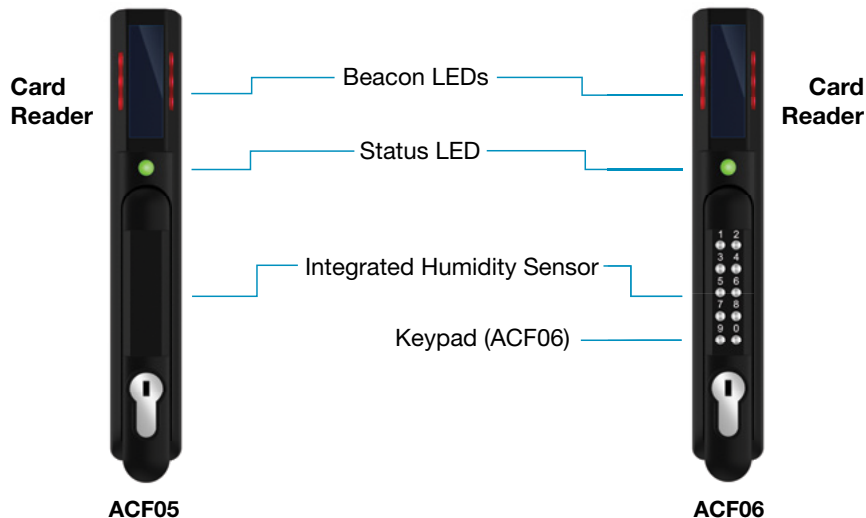 Beacon LEDs
Card
Reader
Card
Reader
Status LED
1 2
3 4
5 6
7 8
9 0
Integrated Humidity Sensor
Keypad (ACF06)
ACF05
ACF06